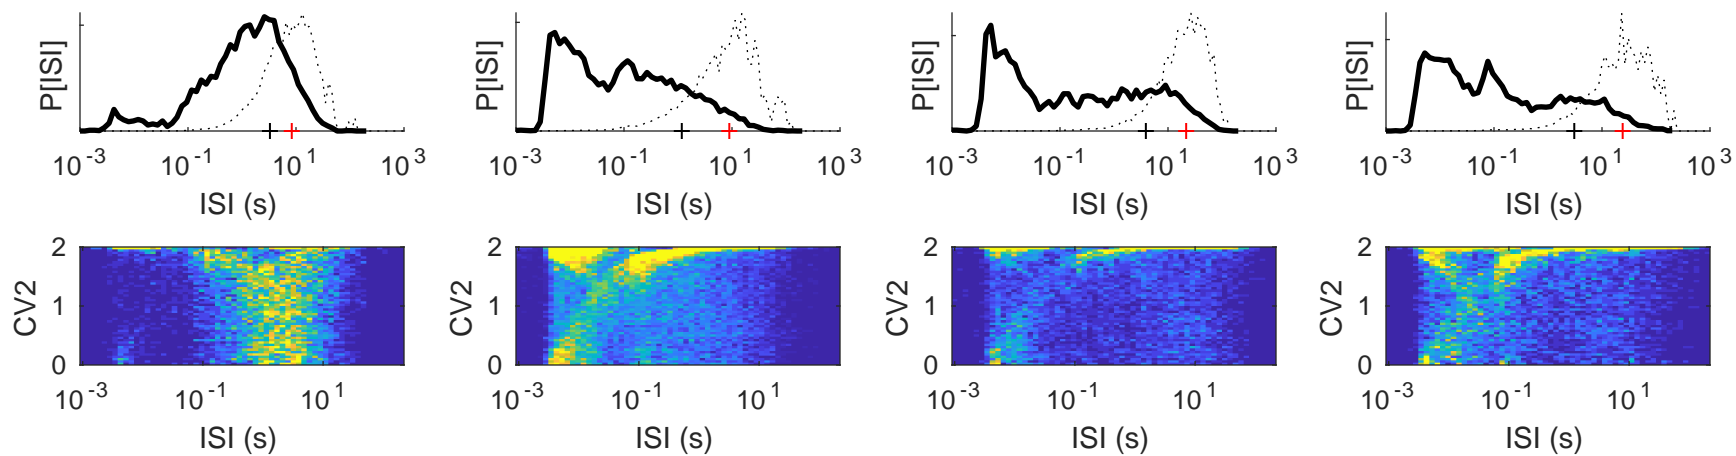 P[ISI] P[ISI] P[ISI] P[ISI]
10^-3 10^-1 10^1 10^3 10^-3 10^-1 10^1 10^3 10^-3 10^-1 10^1 10^3 10^-3 10^-1 10^1 10^3
ISI (s) ISI (s) ISI (s) ISI (s)
2 2 2 2
CV2 CV2 CV2 CV2
1 1 1 1
0 0 0 0
10^-3 10^-1 10^1 10^-3 10^-1 10^1 10^-3 10^-1 10^1 10^-3 10^-1 10^1
ISI (s) ISI (s) ISI (s) ISI (s)